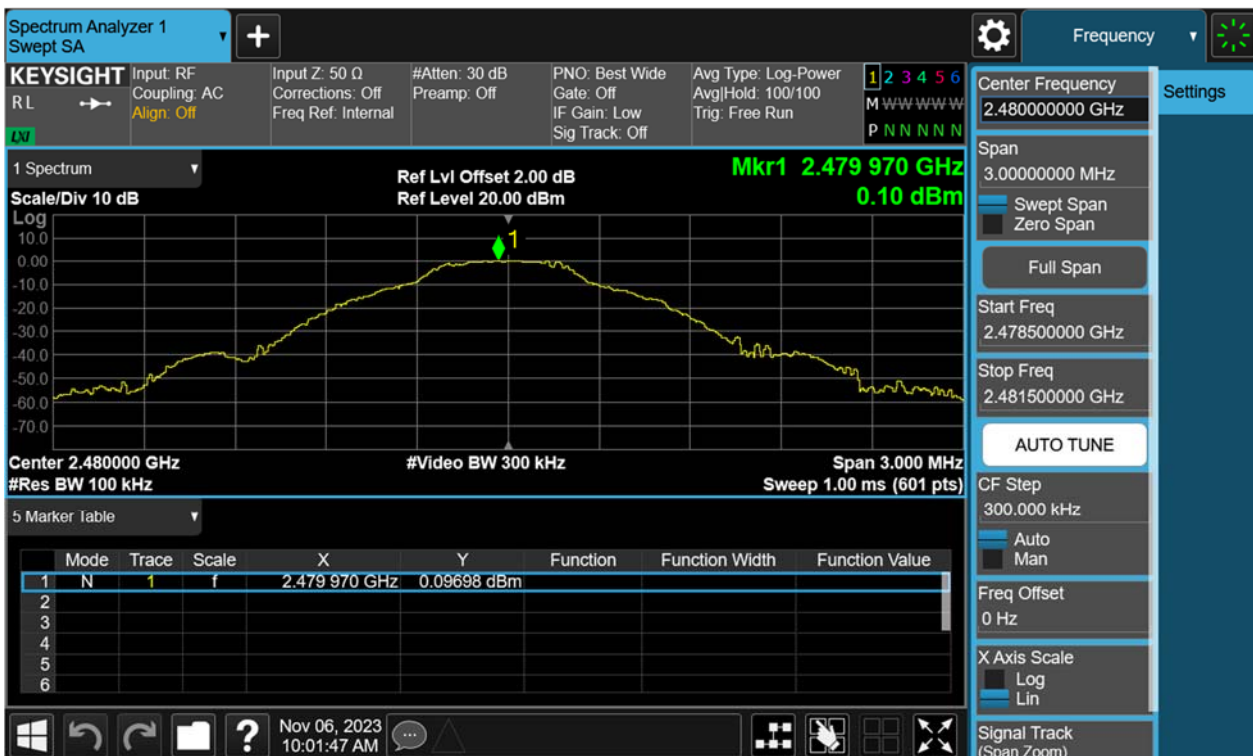 Spectrum Analyzer 1
Swept SA
Frequency
KEYSIGHT
RL
LXI
Input: RF
Coupling: AC
Align: Off
Input Z: 50 Ω
Corrections: Off
Freq Ref: Internal
#Atten: 30 dB
Preamp: Off
PNO: Best Wide
Gate: Off
IF Gain: Low
Sig Track: Off
Avg Type: Log-Power
Avg|Hold: 100/100
Trig: Free Run
1 2 3 4 5 6
M W W W W W
P N N N N N
1 Spectrum
Scale/Div 10 dB
Ref Lvl Offset 2.00 dB
Ref Level 20.00 dBm
Mkr1 2.479 970 GHz
0.10 dBm
Log
10.0
0.00
-10.0
-20.0
-30.0
-40.0
-50.0
-60.0
-70.0
1
Center 2.480000 GHz
#Res BW 100 kHz
#Video BW 300 kHz
Span 3.000 MHz
Sweep 1.00 ms (601 pts)
5 Marker Table
Mode Trace Scale X Y Function Function Width Function Value
1 N 1 f 2.479 970 GHz 0.09698 dBm
2
3
4
5
6
Nov 06, 2023
10:01:47 AM
Center Frequency
2.480000000 GHz
Settings
Span
3.00000000 MHz
Swept Span
Zero Span
Full Span
Start Freq
2.478500000 GHz
Stop Freq
2.481500000 GHz
AUTO TUNE
CF Step
300.000 kHz
Auto
Man
Freq Offset
0 Hz
X Axis Scale
Log
Lin
Signal Track
(Span Zoom)